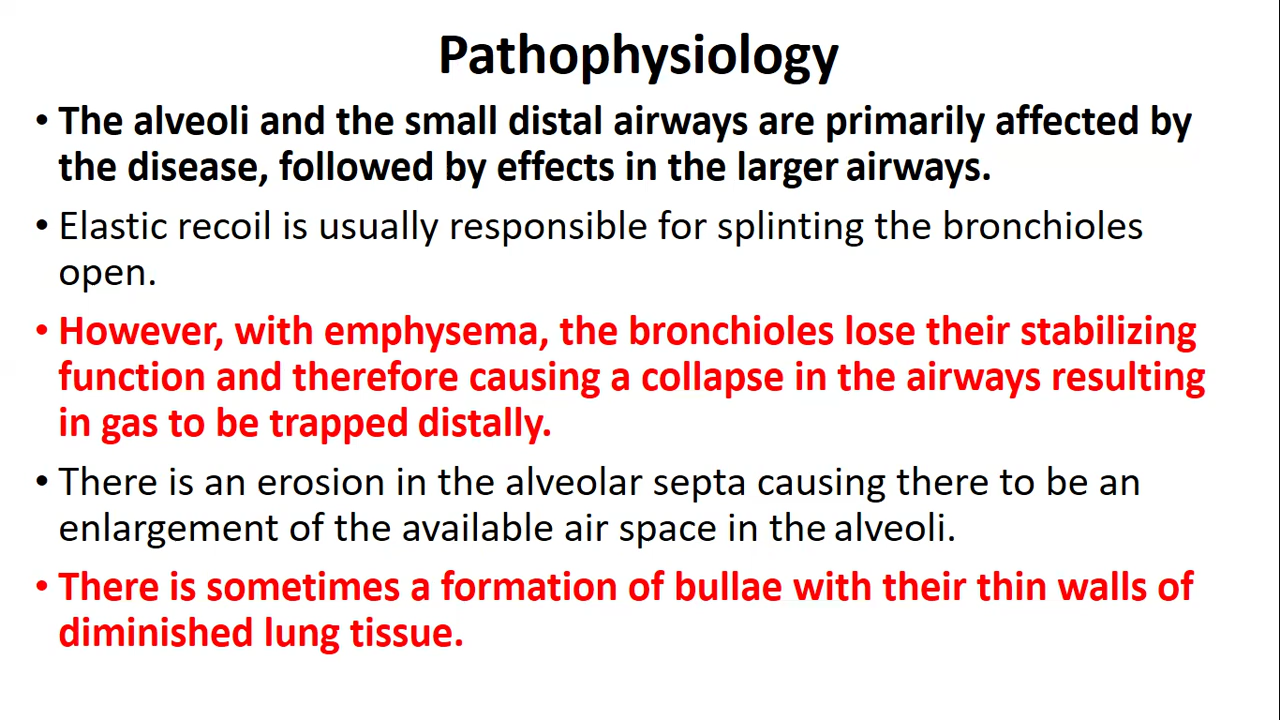 Pathophysiology
• The alveoli and the small distal airways are primarily affected by
the disease, followed by effects in the larger airways.
• Elastic recoil is usually responsible for splinting the bronchioles
open.
• However, with emphysema, the bronchioles lose their stabilizing
function and therefore causing a collapse in the airways resulting
in gas to be trapped distally.
• There is an erosion in the alveolar septa causing there to be an
enlargement of the available air space in the alveoli.
• There is sometimes a formation of bullae with their thin walls of
diminished lung tissue.